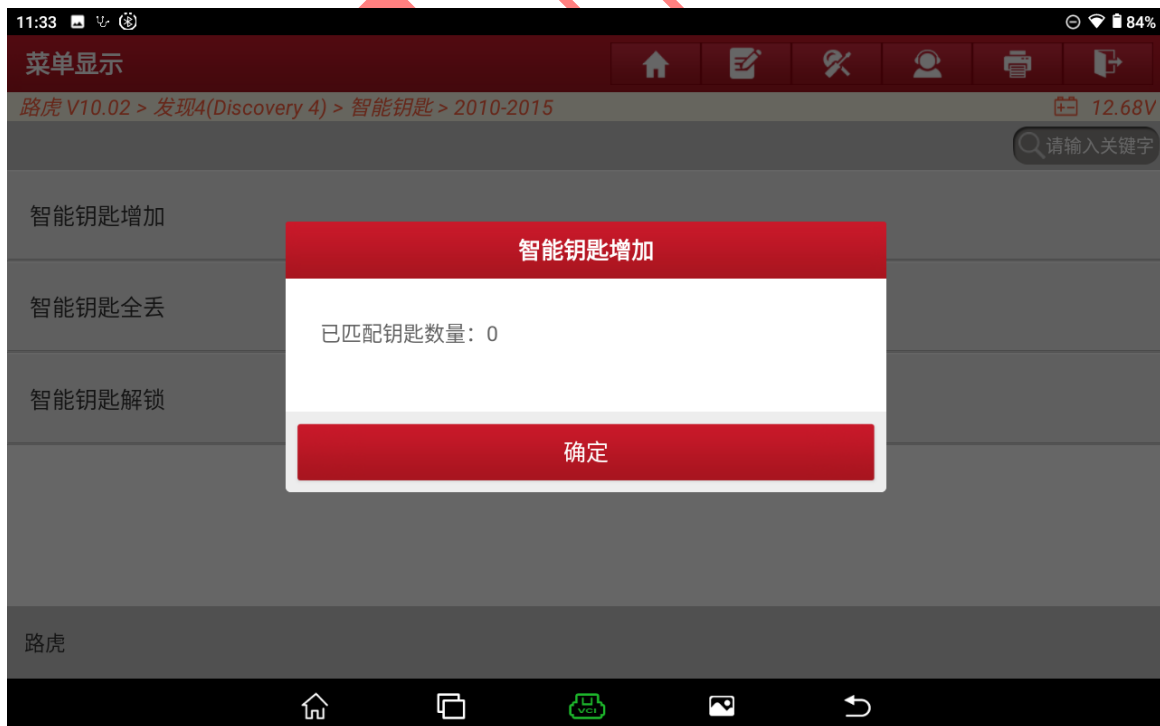 11:33
84%
菜单显示
路虎 V10.02 > 发现4(Discovery 4) > 智能钥匙 > 2010-2015
12.68V
请输入关键字
智能钥匙增加
智能钥匙增加
已匹配钥匙数量：0
智能钥匙全丢
智能钥匙解锁
确定
路虎
VCI